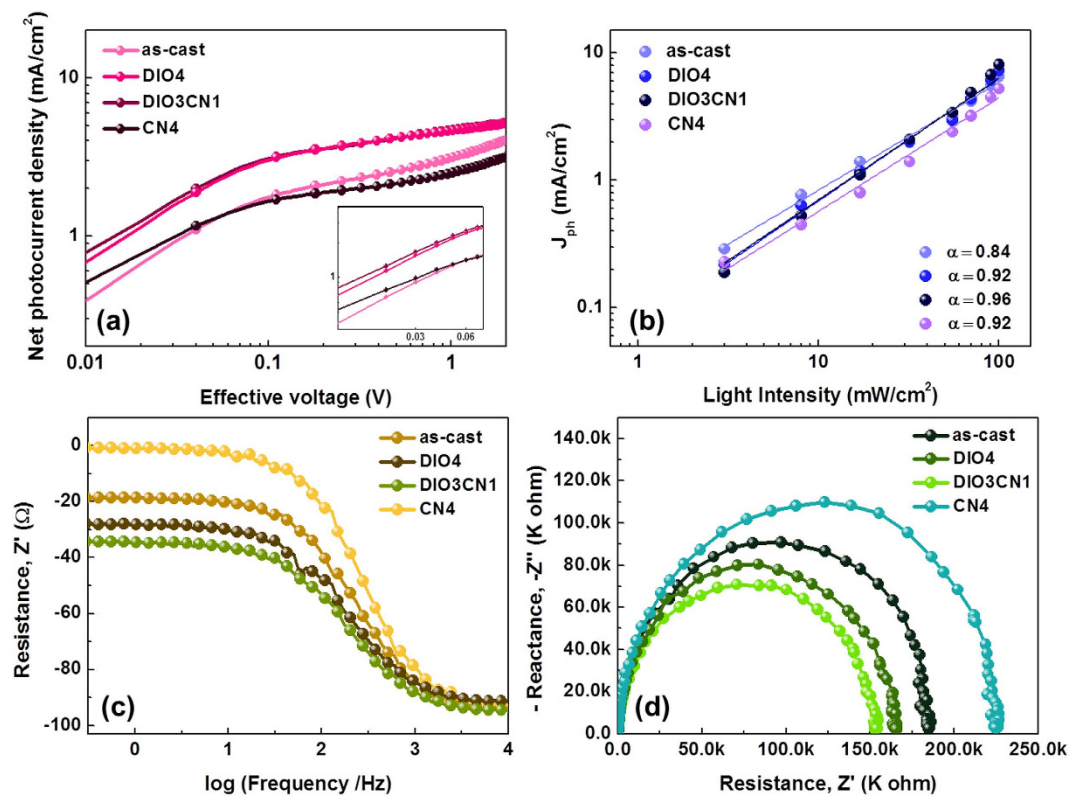 (a)
as-cast
DIO4
DIO3CN1
CN4
Net photocurrent density (mA/cm²)
10
1
0.01
0.1
1
Effective voltage (V)
1
0.03
0.06
(b)
as-cast
DIO4
DIO3CN1
CN4
J_ph (mA/cm²)
10
1
0.1
1
10
100
Light Intensity (mW/cm²)
α = 0.84
α = 0.92
α = 0.96
α = 0.92
(c)
as-cast
DIO4
DIO3CN1
CN4
Resistance, Z' (Ω)
0
-20
-40
-60
-80
-100
0
1
2
3
4
log (Frequency /Hz)
(d)
as-cast
DIO4
DIO3CN1
CN4
- Reactance, -Z'' (K ohm)
140.0k
120.0k
100.0k
80.0k
60.0k
40.0k
20.0k
0.0
0.0
50.0k
100.0k
150.0k
200.0k
250.0k
Resistance, Z' (K ohm)